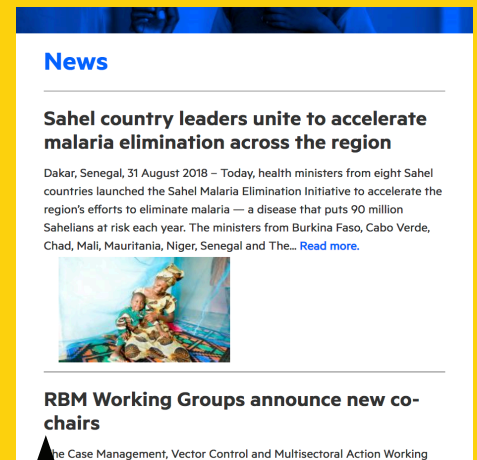 News
Sahel country leaders unite to accelerate
malaria elimination across the region
Dakar, Senegal, 31 August 2018 – Today, health ministers from eight Sahel
countries launched the Sahel Malaria Elimination Initiative to accelerate the
region's efforts to eliminate malaria — a disease that puts 90 million
Sahelians at risk each year. The ministers from Burkina Faso, Cabo Verde,
Chad, Mali, Mauritania, Niger, Senegal and The... Read more.
RBM Working Groups announce new co-
chairs
he Case Management, Vector Control and Multisectoral Action Working